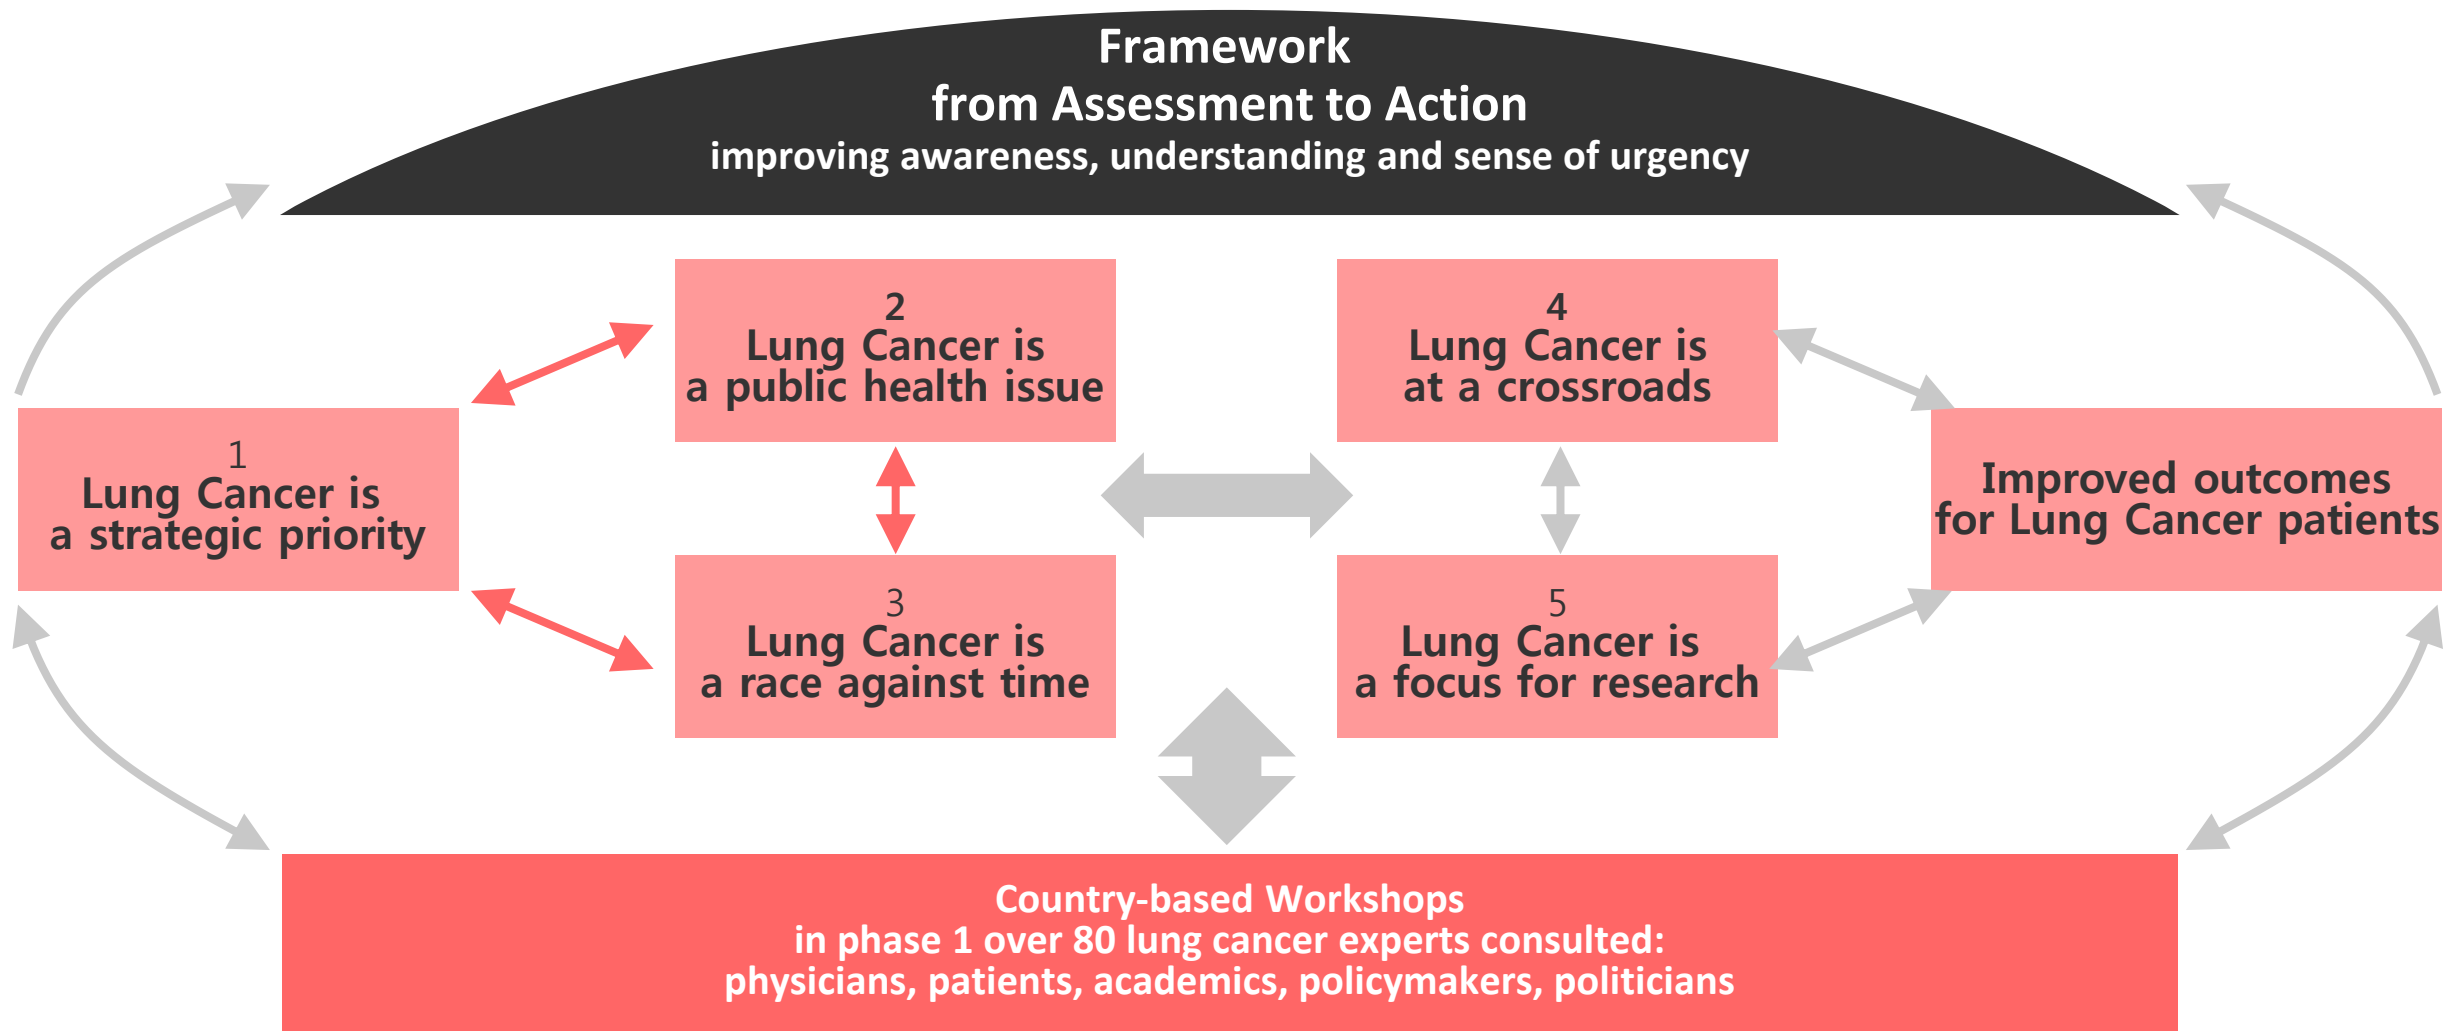 Framework
from Assessment to Action
improving awareness, understanding and sense of urgency
1
Lung Cancer is
a strategic priority
2
Lung Cancer is
a public health issue
3
Lung Cancer is
a race against time
4
Lung Cancer is
at a crossroads
5
Lung Cancer is
a focus for research
Improved outcomes
for Lung Cancer patients
Country-based Workshops
in phase 1 over 80 lung cancer experts consulted:
physicians, patients, academics, policymakers, politicians